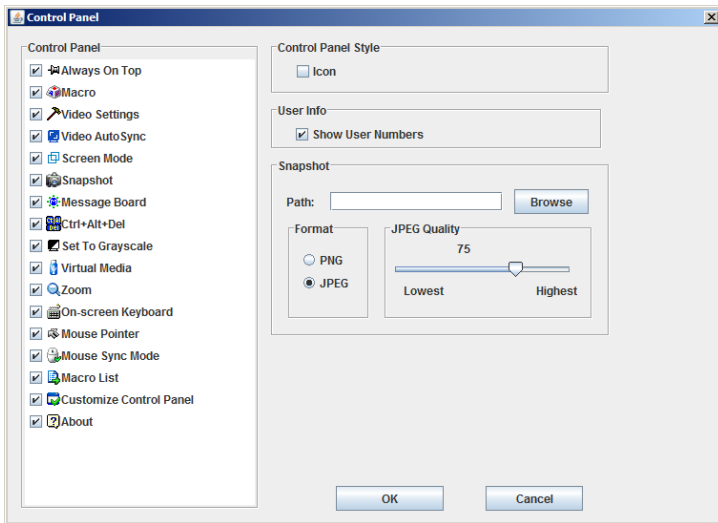 Control Panel
Control Panel
Always On Top
Macro
Video Settings
Video AutoSync
Screen Mode
Snapshot
Message Board
Ctrl+Alt+Del
Set To Grayscale
Virtual Media
Zoom
On-screen Keyboard
Mouse Pointer
Mouse Sync Mode
Macro List
Customize Control Panel
About
Control Panel Style
Icon
User Info
Show User Numbers
Snapshot
Path:
Browse
Format
PNG
JPEG
JPEG Quality
75
Lowest Highest
OK Cancel